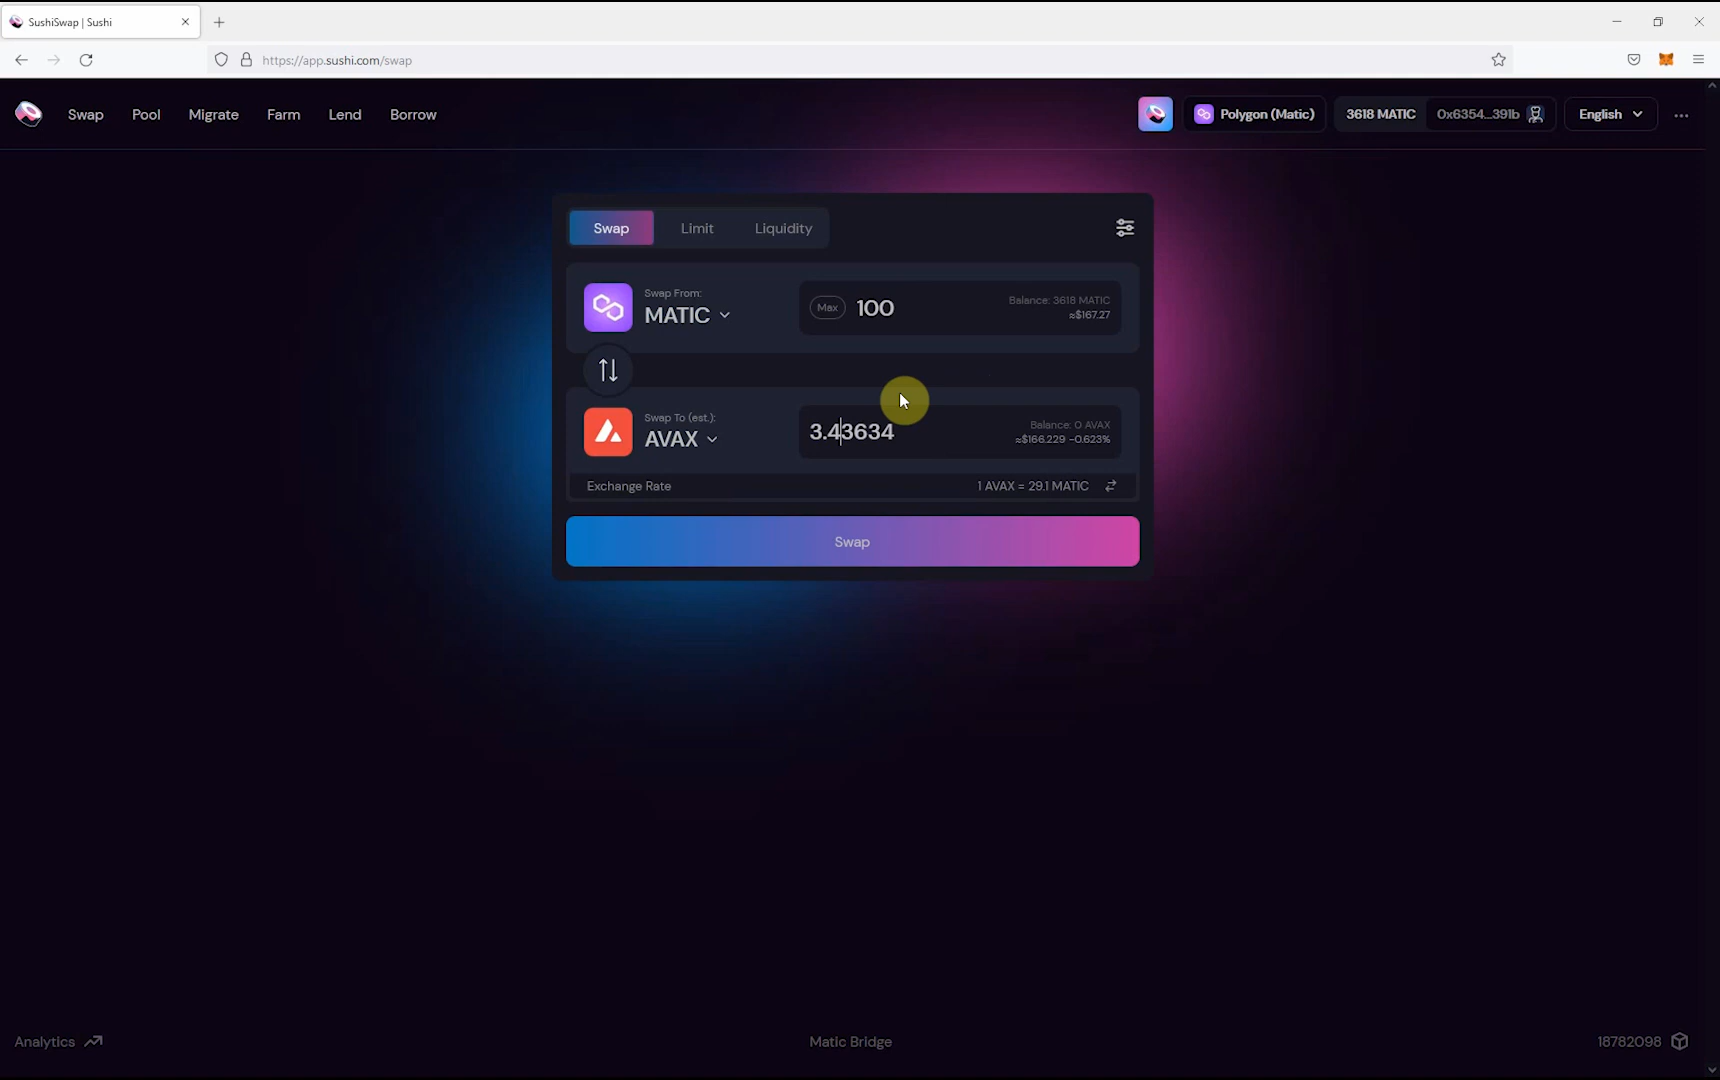 SushiSwap | Sushi
https://app.sushi.com/swap
Swap Pool Migrate Farm Lend Borrow Polygon (Matic) 3618 MATIC 0x6354...391b English ...
Swap Limit Liquidity
Swap From:
MATIC
Max 100
Balance: 3618 MATIC
≈$167.27
Swap To (est.):
AVAX
3.43634
Balance: 0 AVAX
≈$166.229 -0.623%
Exchange Rate 1 AVAX = 29.1 MATIC
Swap
Analytics Matic Bridge 18782098